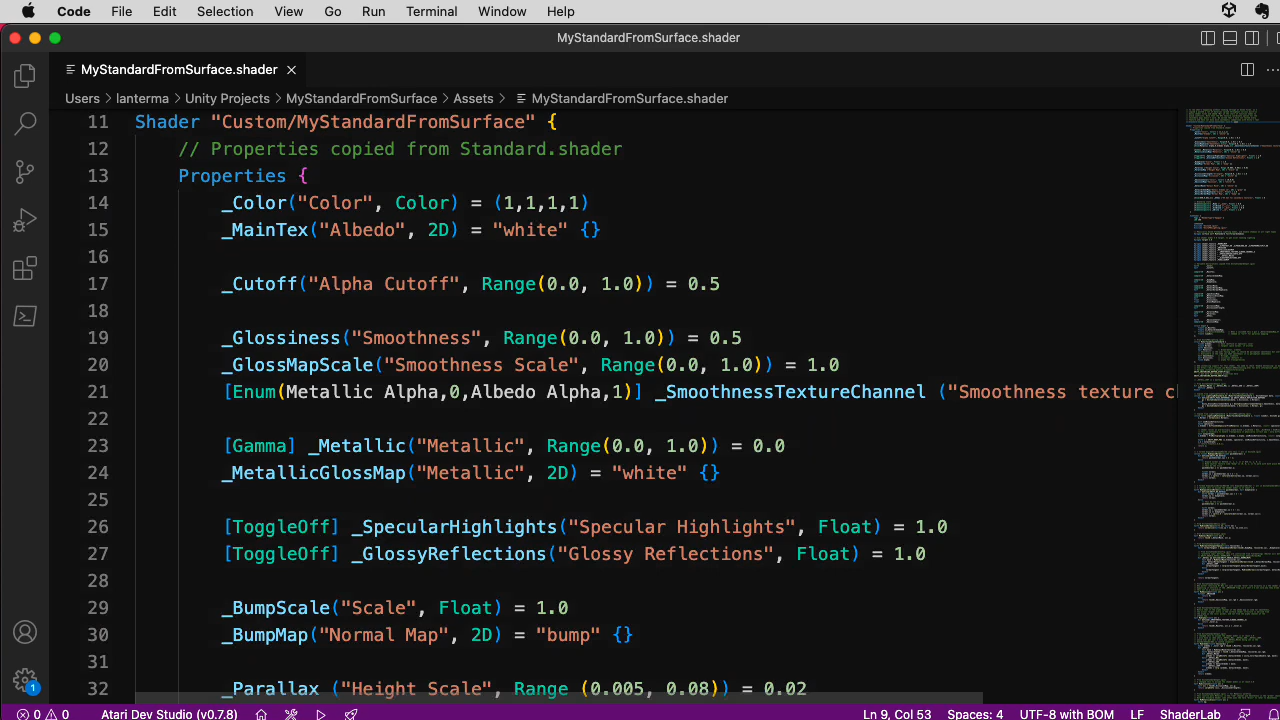 Code File Edit Selection View Go Run Terminal Window Help
MyStandardFromSurface.shader
MyStandardFromSurface.shader
Users > lanterma > Unity Projects > MyStandardFromSurface > Assets > MyStandardFromSurface.shader
11 Shader "Custom/MyStandardFromSurface" {
12 // Properties copied from Standard.shader
13 Properties {
14 _Color("Color", Color) = (1,1,1,1)
15 _MainTex("Albedo", 2D) = "white" {}
16
17 _Cutoff("Alpha Cutoff", Range(0.0, 1.0)) = 0.5
18
19 _Glossiness("Smoothness", Range(0.0, 1.0)) = 0.5
20 _GlossMapScale("Smoothness Scale", Range(0.0, 1.0)) = 1.0
21 [Enum(Metallic Alpha,0,Albedo Alpha,1)] _SmoothnessTextureChannel ("Smoothness texture c
22
23 [Gamma] _Metallic("Metallic", Range(0.0, 1.0)) = 0.0
24 _MetallicGlossMap("Metallic", 2D) = "white" {}
25
26 [ToggleOff] _SpecularHighlights("Specular Highlights", Float) = 1.0
27 [ToggleOff] _GlossyReflections("Glossy Reflections", Float) = 1.0
28
29 _BumpScale("Scale", Float) = 1.0
30 _BumpMap("Normal Map", 2D) = "bump" {}
31
32 _Parallax ("Height Scale", Range
1
0 0 Atari Dev Studio (v0.7.8) Ln 9, Col 53 Spaces: 4 UTF-8 with BOM LF ShaderLab